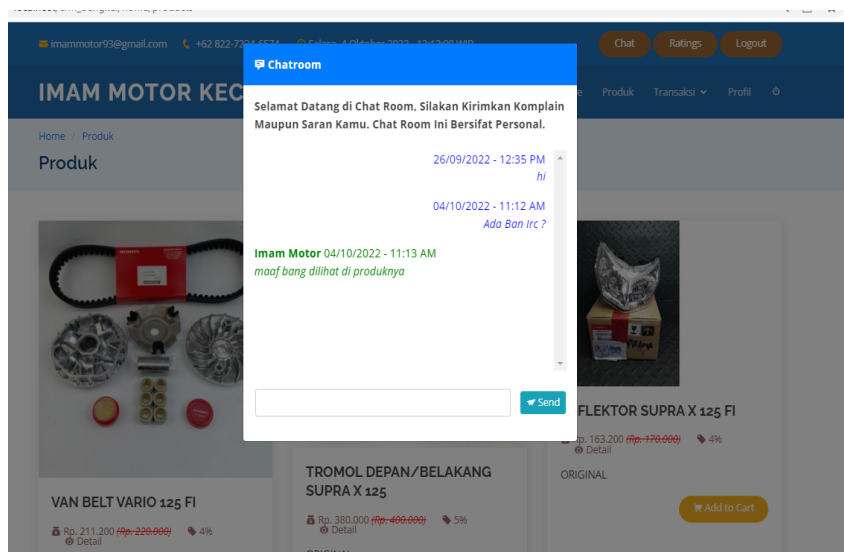 imammotor93@gmail.com +62 822-7224-5574
Chat Ratings Logout
Chatroom
IMAM MOTOR KEC
Produk Transaksi Profil
Selamat Datang di Chat Room, Silakan Kirimkan Komplain
Maupun Saran Kamu. Chat Room Ini Bersifat Personal.
Home / Produk
Produk
26/09/2022 - 12:35 PM
hi
04/10/2022 - 11:12 AM
Ada Ban Irc ?
Imam Motor 04/10/2022 - 11:13 AM
maaf bang dilihat di produknya
Send
VAN BELT VARIO 125 FI
Rp. 211.200 (Rp. 220.000) 4%
Detail
TROMOL DEPAN/BELAKANG
SUPRA X 125
Rp. 380.000 (Rp. 400.000) 5%
Detail
FLEKTOR SUPRA X 125 FI
Rp. 163.200 (Rp. 170.000) 4%
Detail
ORIGINAL
Add to Cart